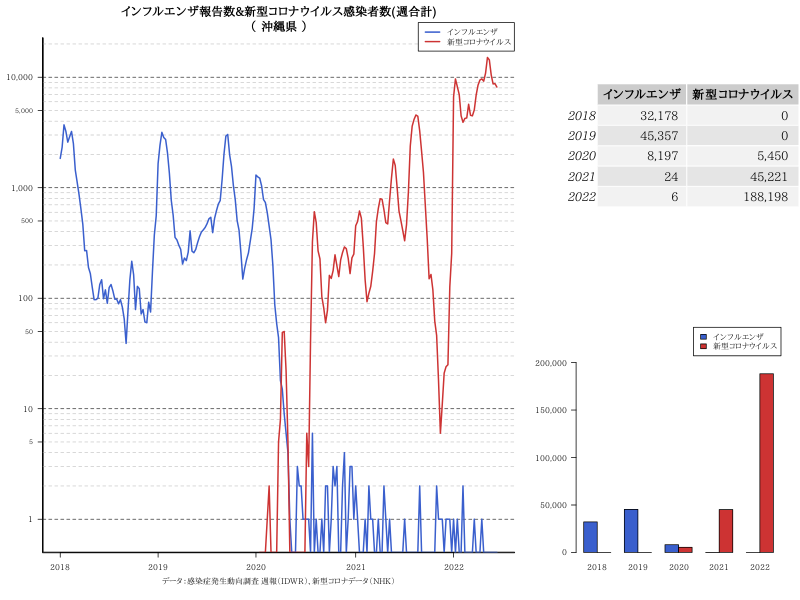 インフルエンザ報告数&新型コロナウイルス感染者数(週合計)
( 沖縄県 )
インフルエンザ
新型コロナウイルス
10,000
5,000
1,000
500
100
50
10
5
1
2018 2019 2020 2021 2022
データ:感染症発生動向調査 週報(IDWR)、新型コロナデータ(NHK)
インフルエンザ 新型コロナウイルス
2018 32,178 0
2019 45,357 0
2020 8,197 5,450
2021 24 45,221
2022 6 188,198
インフルエンザ
新型コロナウイルス
200,000
150,000
100,000
50,000
0
2018 2019 2020 2021 2022